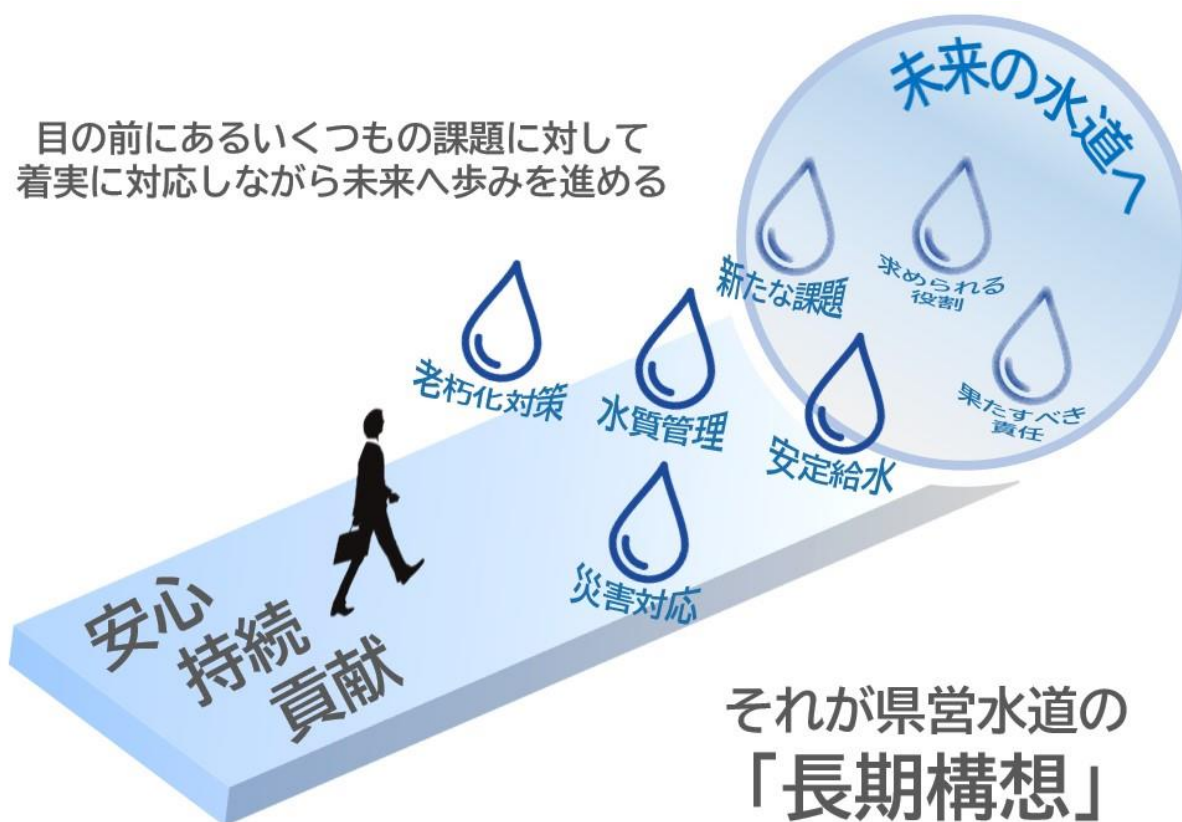 目の前にあるいくつもの課題に対して
着実に対応しながら未来へ歩みを進める
未来の水道へ
新たな課題
求められる
役割
果たすべき
責任
老朽化対策
水質管理
安定給水
災害対応
安心
持続
貢献
それが県営水道の
「長期構想」